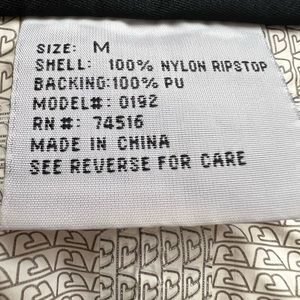 SIZE: M
SHELL: 100% NYLON RIPSTOP
BACKING:100% PU
MODEL#: 0192
RN #: 74516
MADE IN CHINA
SEE REVERSE FOR CARE